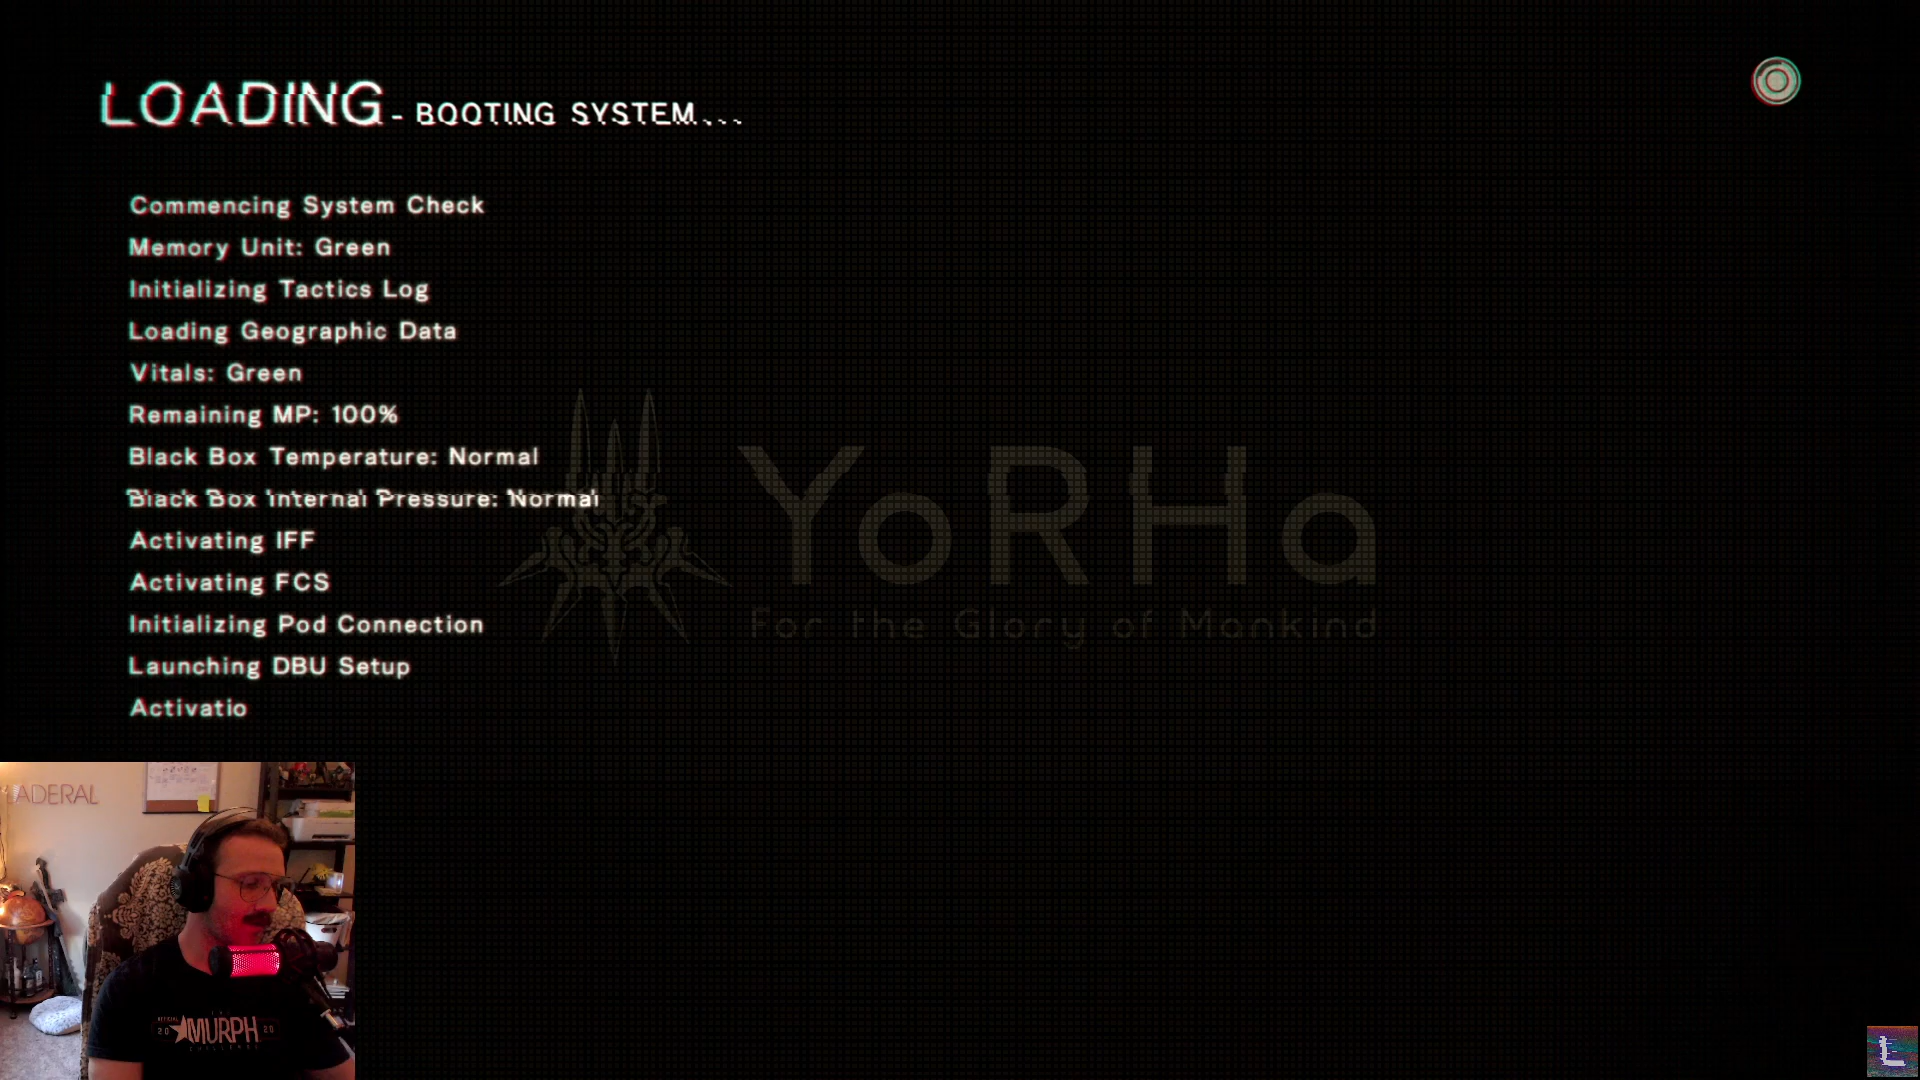 LOADING - BOOTING SYSTEM...
Commencing System Check
Memory Unit: Green
Initializing Tactics Log
Loading Geographic Data
Vitals: Green
Remaining MP: 100%
Black Box Temperature: Normal
Black Box Internal Pressure: Normal
Activating IFF
Activating FCS
Initializing Pod Connection
Launching DBU Setup
Activatio
YoRHa
For the Glory of Mankind
ADERAL
20 MURPH 20
L